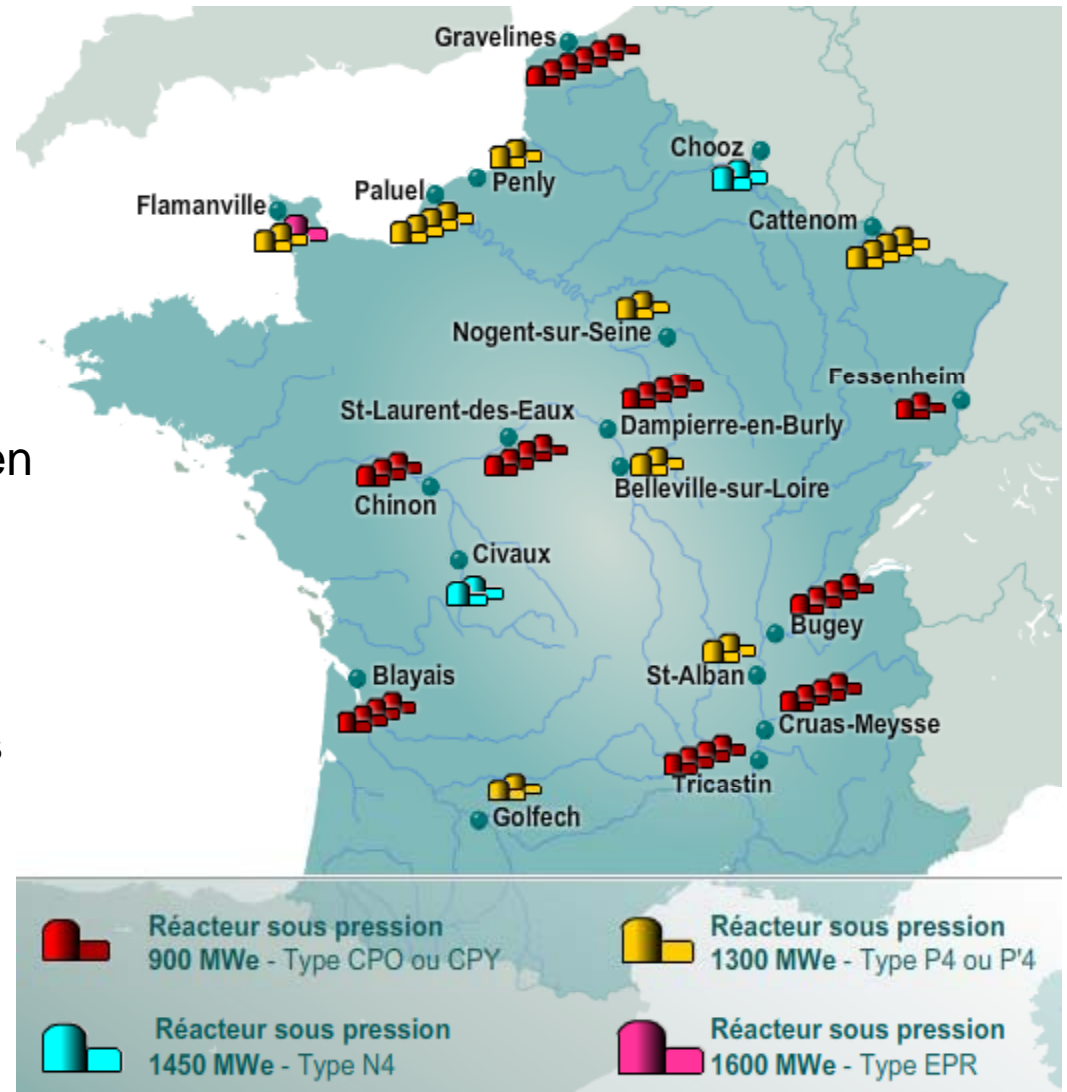 Gravelines
Chooz
Penly
Paluel
Flamanville
Cattenom
Nogent-sur-Seine
Fessenheim
St-Laurent-des-Eaux
Dampierre-en-Burly
en
Belleville-sur-Loire
Chinon
Civaux
Bugey
St-Alban
Blayais
Cruas-Meysse
s
Tricastin
Golfech
Réacteur sous pression
900 MWe - Type CPO ou CPY
Réacteur sous pression
1300 MWe - Type P4 ou P'4
Réacteur sous pression
1450 MWe - Type N4
Réacteur sous pression
1600 MWe - Type EPR